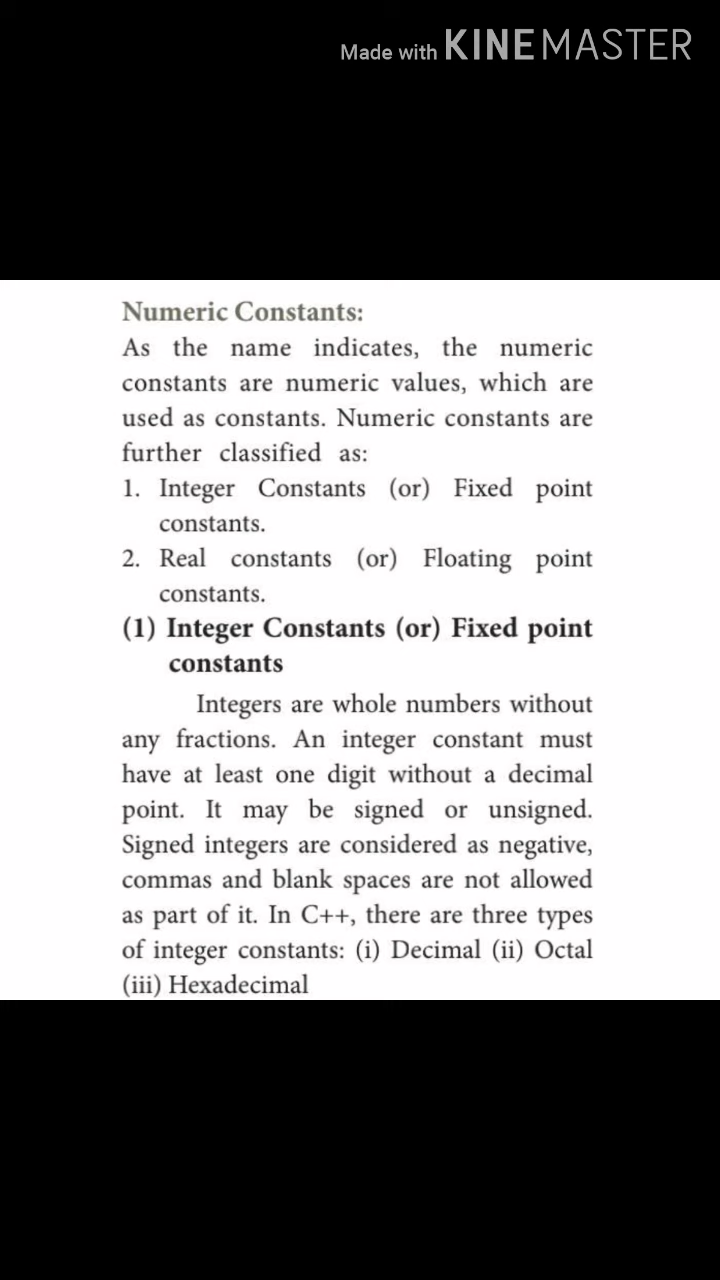 Made with KINEMASTER
Numeric Constants:
As the name indicates, the numeric
constants are numeric values, which are
used as constants. Numeric constants are
further classified as:
1. Integer Constants (or) Fixed point
constants.
2. Real constants (or) Floating point
constants.
(1) Integer Constants (or) Fixed point
constants
Integers are whole numbers without
any fractions. An integer constant must
have at least one digit without a decimal
point. It may be signed or unsigned.
Signed integers are considered as negative,
commas and blank spaces are not allowed
as part of it. In C++, there are three types
of integer constants: (i) Decimal (ii) Octal
(iii) Hexadecimal